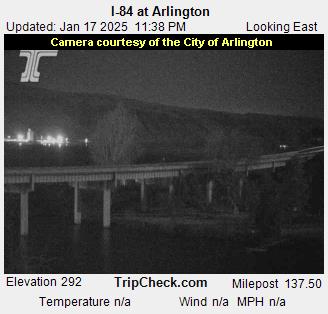 I-84 at Arlington
Updated: Jan 17 2025 11:38 PM Looking East
Camera courtesy of the City of Arlington
Elevation 292 TripCheck.com Milepost 137.50
Temperature n/a Wind n/a MPH n/a